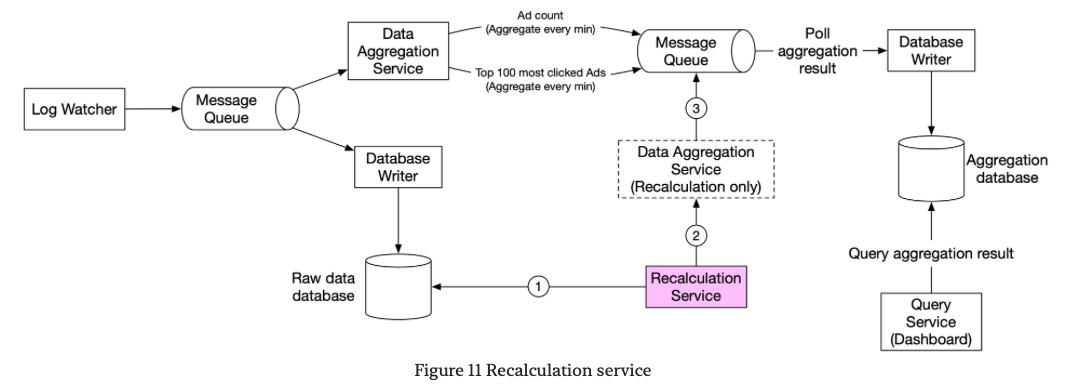 Log Watcher
Message
Queue
Data
Aggregation
Service
Ad count
(Aggregate every min)
Top 100 most clicked Ads
(Aggregate every min)
Message
Queue
Poll
aggregation
result
Database
Writer
Database
Writer
3
Data Aggregation
Service
(Recalculation only)
Aggregation
database
2
Query aggregation result
Raw data
database
1
Recalculation
Service
Query
Service
(Dashboard)
Figure 11 Recalculation service